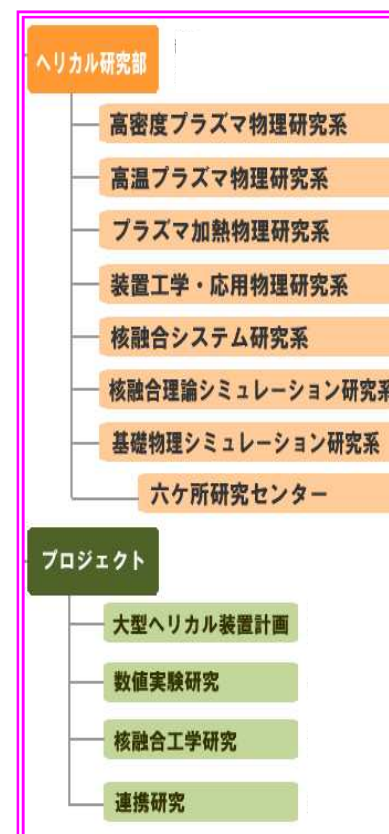 ヘリカル研究部
高密度プラズマ物理研究系
高温プラズマ物理研究系
プラズマ加熱物理研究系
装置工学・応用物理研究系
核融合システム研究系
核融合理論シミュレーション研究系
基礎物理シミュレーション研究系
六ケ所研究センター
プロジェクト
大型ヘリカル装置計画
数値実験研究
核融合工学研究
連携研究